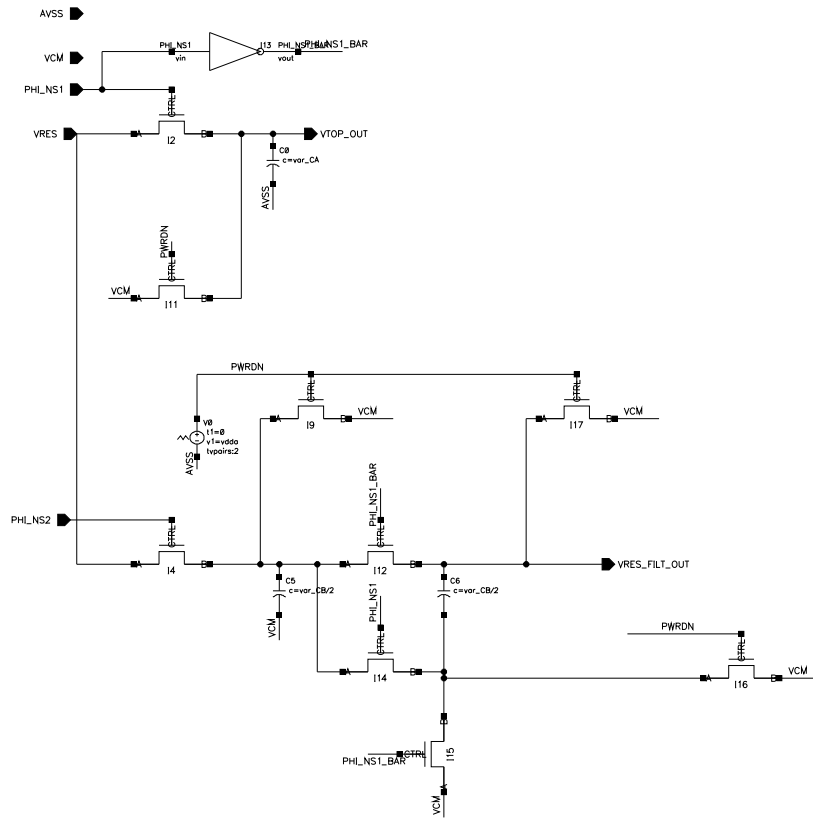 AVSS
PHI_NS1
I13
PHI_NS1_BAR
PHI_NS1_BAR
VCM
vin
vout
PHI_NS1
CTRL
VRES
A
B
VTOP_OUT
I2
C0
c=var_CA
AVSS
PWRDN
CTRL
VCM
A
B
I11
PWRDN
CTRL
CTRL
A
B
VCM
A
B
VCM
V0
I9
I17
t1=0
v1=vdda
tvpairs:2
AVSS
PHI_NS1_BAR
PHI_NS2
CTRL
CTRL
A
B
A
B
VRES_FILT_OUT
I4
I12
C5
c=var_CB/2
C6
c=var_CB/2
PHI_NS1
VCM
PWRDN
CTRL
CTRL
A
B
I14
A
B
VCM
I16
B
PHI_NS1_BAR
CTRL
I15
A
VCM